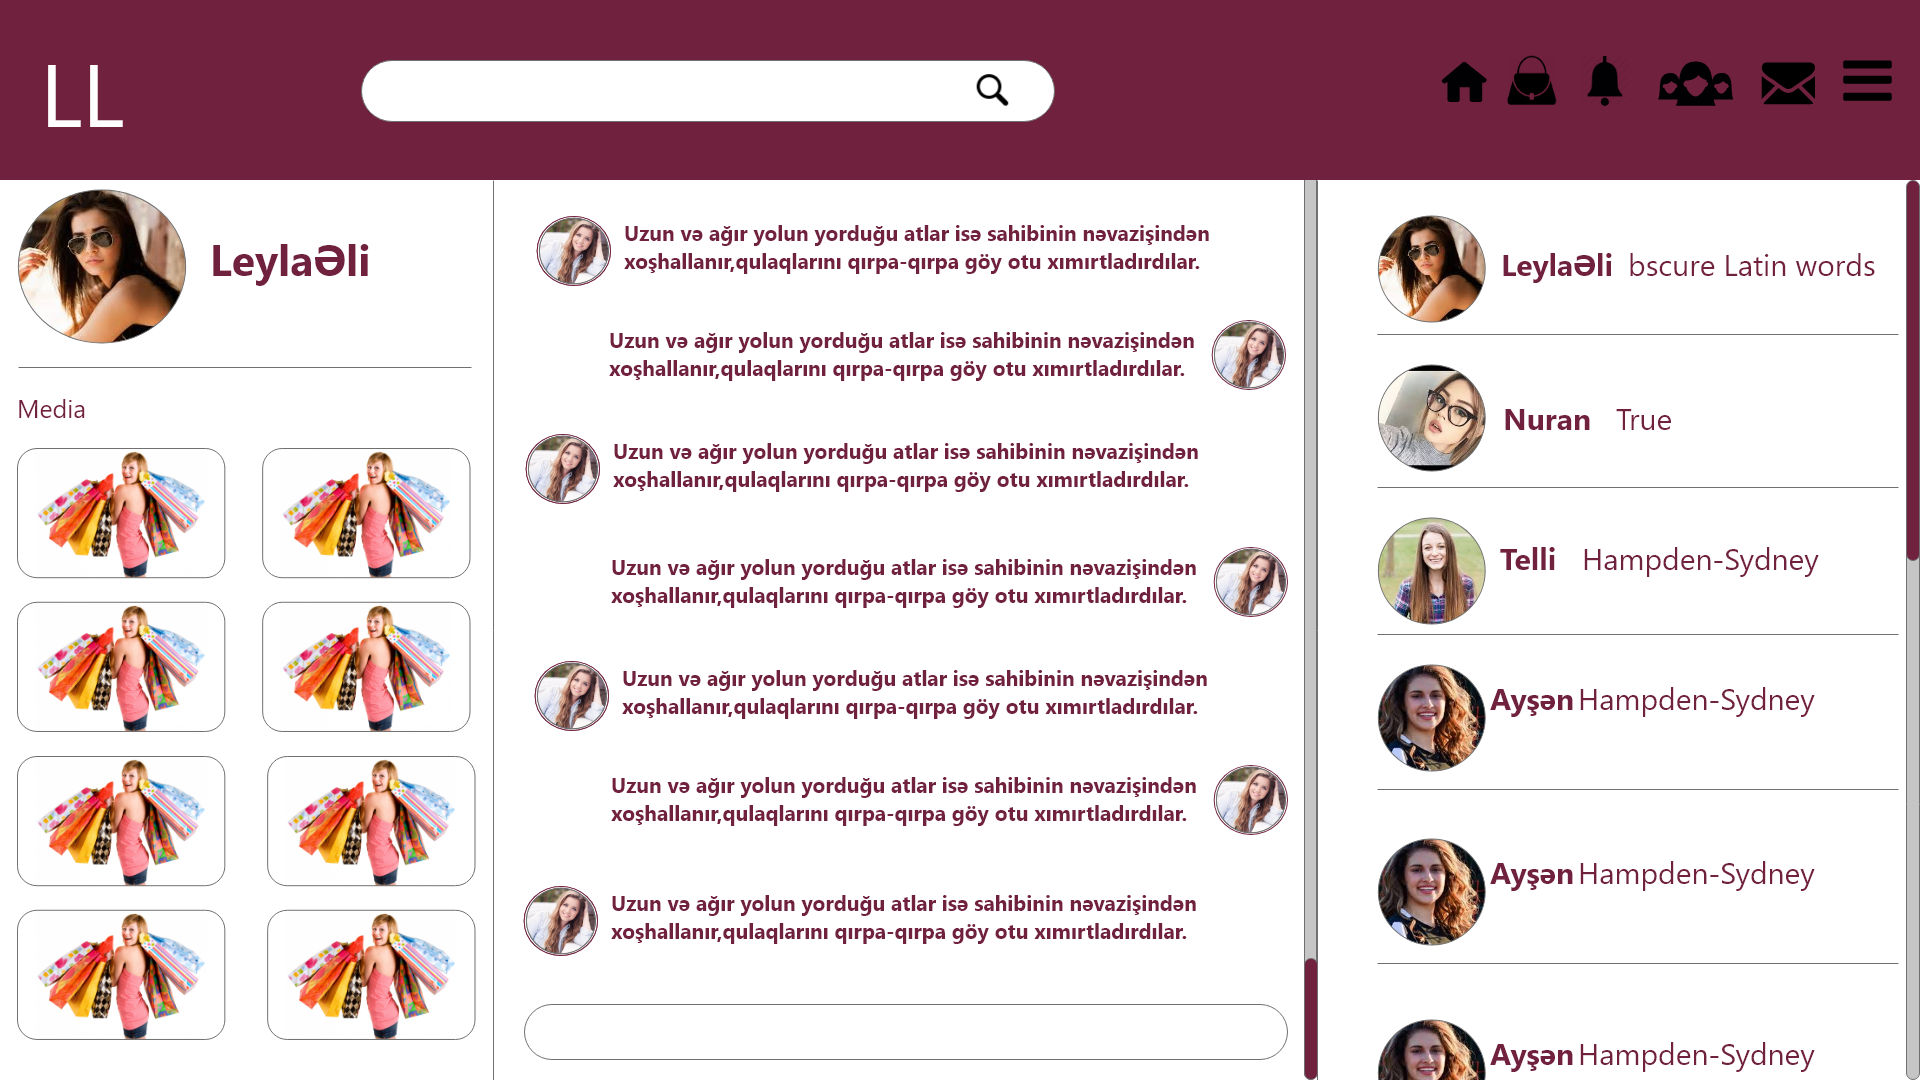 LL
LeylaƏli
Media
Uzun və ağır yolun yorduğu atlar isə sahibinin nəvazişindən
xoşhallanır,qulaqlarını qırpa-qırpa göy otu xımırtladırdılar.
Uzun və ağır yolun yorduğu atlar isə sahibinin nəvazişindən
xoşhallanır,qulaqlarını qırpa-qırpa göy otu xımırtladırdılar.
Uzun və ağır yolun yorduğu atlar isə sahibinin nəvazişindən
xoşhallanır,qulaqlarını qırpa-qırpa göy otu xımırtladırdılar.
Uzun və ağır yolun yorduğu atlar isə sahibinin nəvazişindən
xoşhallanır,qulaqlarını qırpa-qırpa göy otu xımırtladırdılar.
Uzun və ağır yolun yorduğu atlar isə sahibinin nəvazişindən
xoşhallanır,qulaqlarını qırpa-qırpa göy otu xımırtladırdılar.
Uzun və ağır yolun yorduğu atlar isə sahibinin nəvazişindən
xoşhallanır,qulaqlarını qırpa-qırpa göy otu xımırtladırdılar.
Uzun və ağır yolun yorduğu atlar isə sahibinin nəvazişindən
xoşhallanır,qulaqlarını qırpa-qırpa göy otu xımırtladırdılar.
LeylaƏli bscure Latin words
Nuran True
Telli Hampden-Sydney
Ayşən Hampden-Sydney
Ayşən Hampden-Sydney
Ayşən Hampden-Sydney